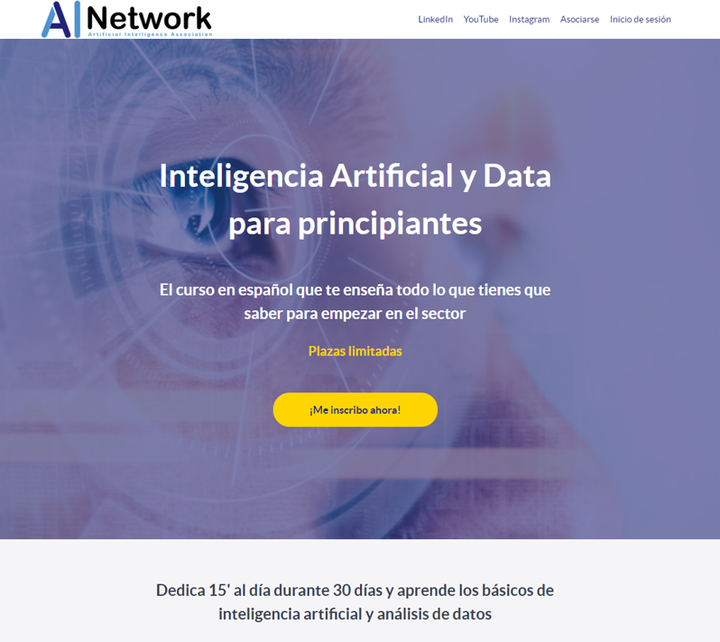 AI Network
Artificial Intelligence Association
LinkedIn YouTube Instagram Asociarse Inicio de sesión
Inteligencia Artificial y Data
para principiantes
El curso en español que te enseña todo lo que tienes que
saber para empezar en el sector
Plazas limitadas
¡Me inscribo ahora!
Dedica 15' al día durante 30 días y aprende los básicos de
inteligencia artificial y análisis de datos